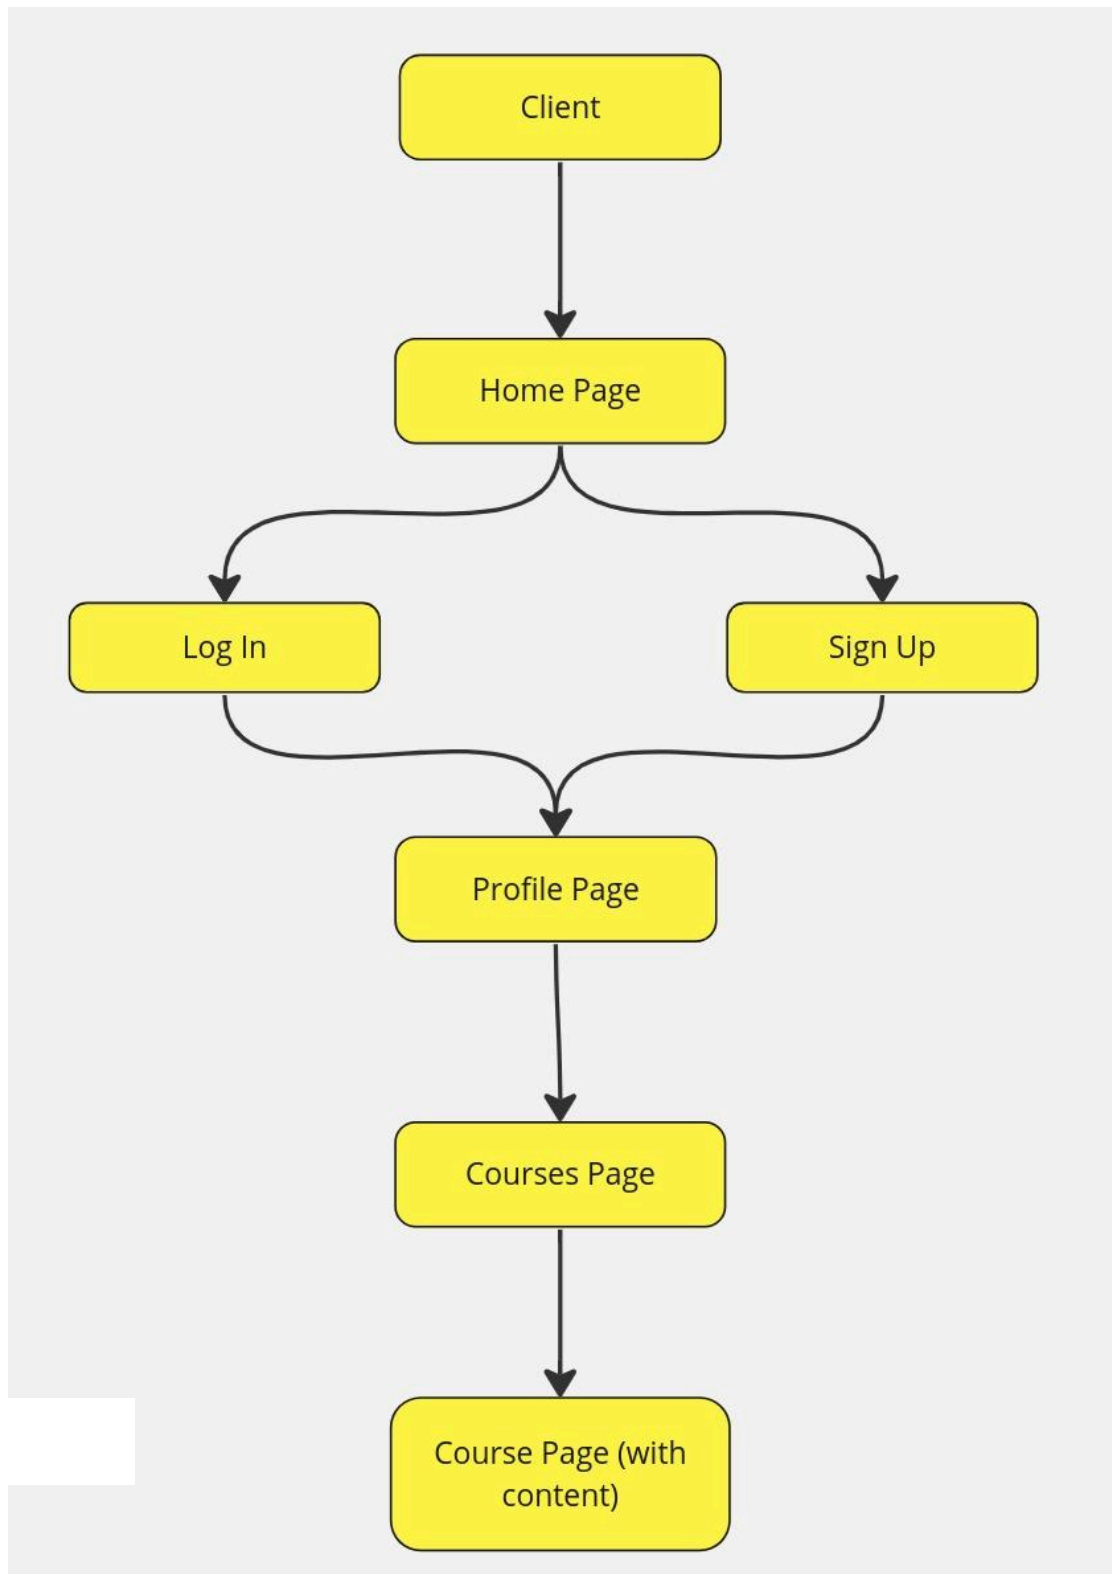 Client
Home Page
Log In
Sign Up
Profile Page
Courses Page
Course Page (with
content)